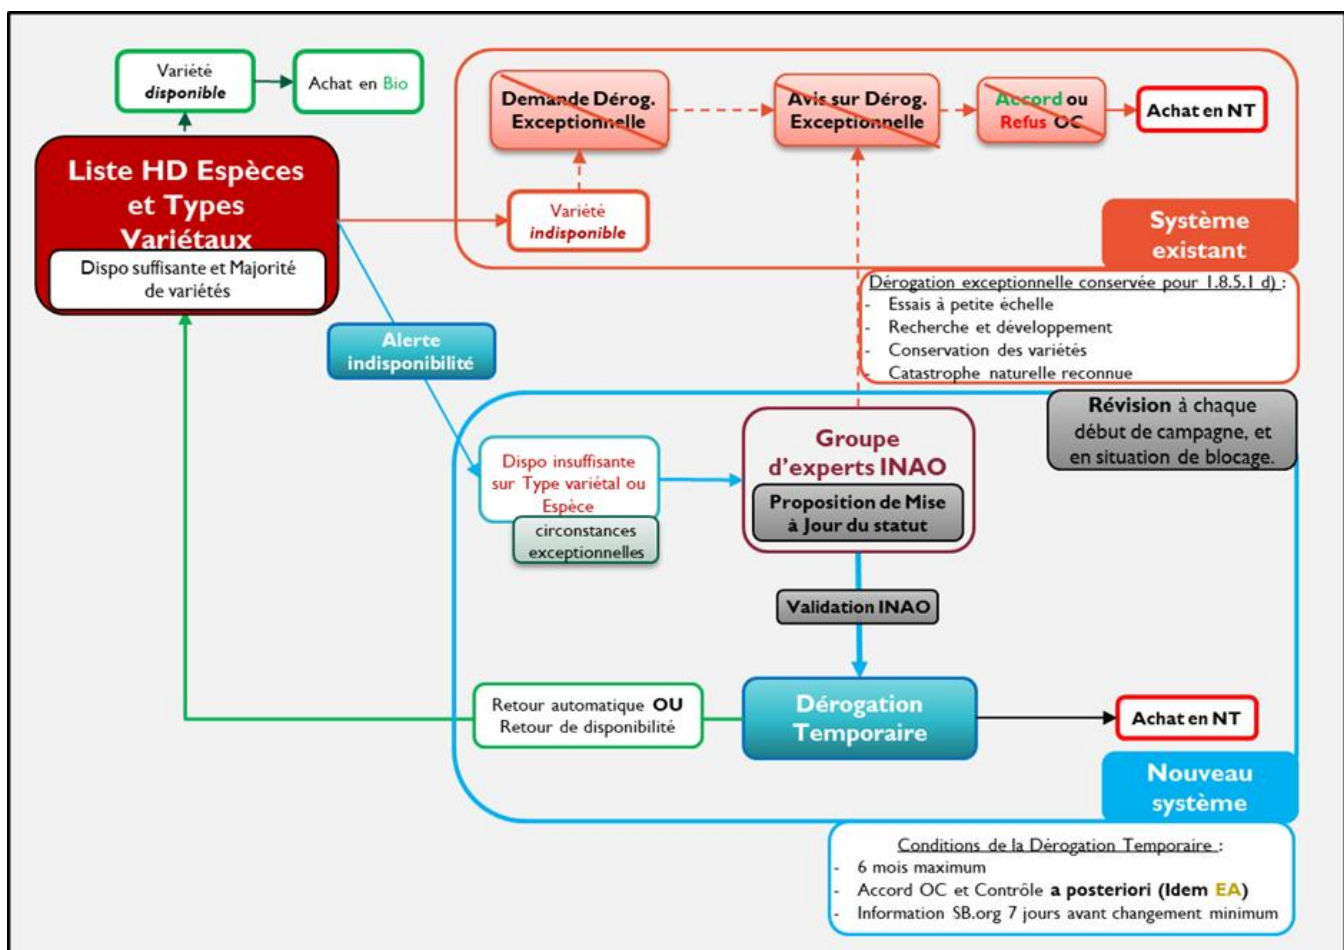 Variété
disponible
Achat en Bio
Demande Dérog.
Exceptionnelle
Avis sur Dérog.
Exceptionnelle
Accord ou
Refus OC
Achat en NT
Liste HD Espèces
et Types
Variétaux
Dispo suffisante et Majorité
de variétés
Variété
indisponible
Système
existant
Dérogation exceptionnelle conservée pour 1.8.5.1 d) :
- Essais à petite échelle
- Recherche et développement
- Conservation des variétés
- Catastrophe naturelle reconnue
Alerte
indisponibilité
Révision à chaque
début de campagne, et
en situation de blocage.
Dispo insuffisante
sur Type variétal ou
Espèce
circonstances
exceptionnelles
Groupe
d'experts INAO
Proposition de Mise
à Jour du statut
Validation INAO
Retour automatique OU
Retour de disponibilité
Dérogation
Temporaire
Achat en NT
Nouveau
système
Conditions de la Dérogation Temporaire :
- 6 mois maximum
- Accord OC et Contrôle a posteriori (Idem EA)
- Information SB.org 7 jours avant changement minimum